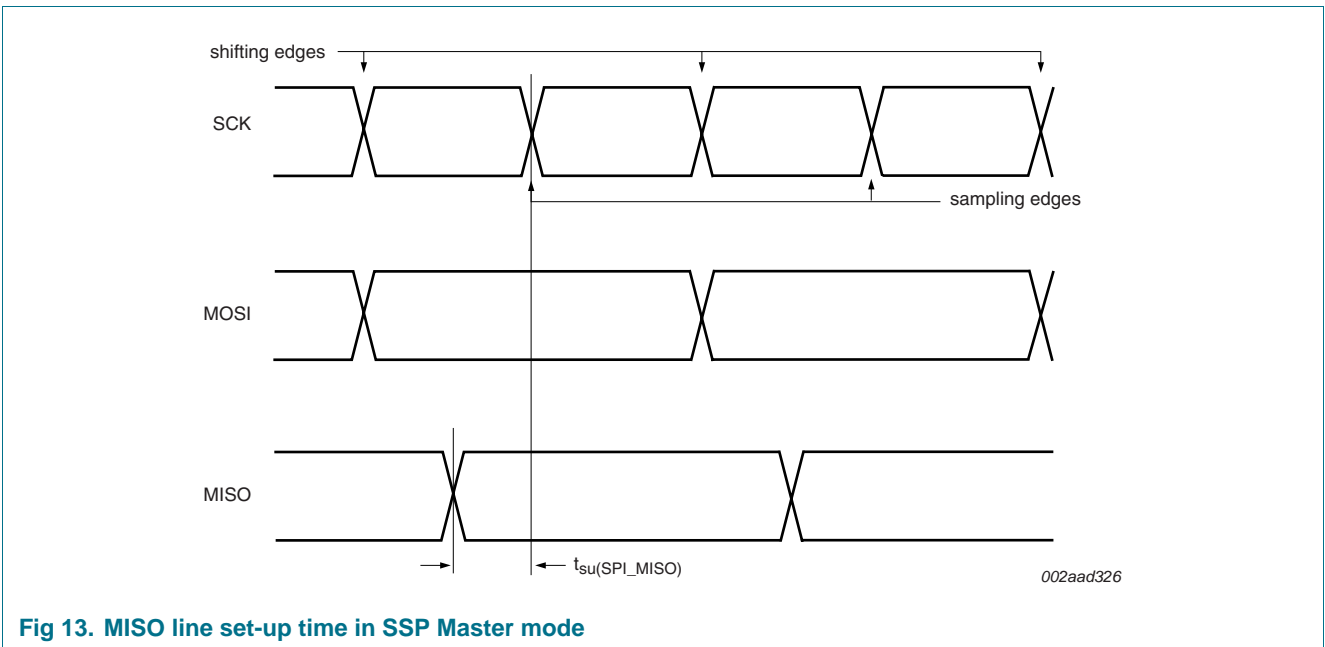 shifting edges
SCK
sampling edges
MOSI
MISO
tsu(SPI_MISO)
002aad326
Fig 13. MISO line set-up time in SSP Master mode